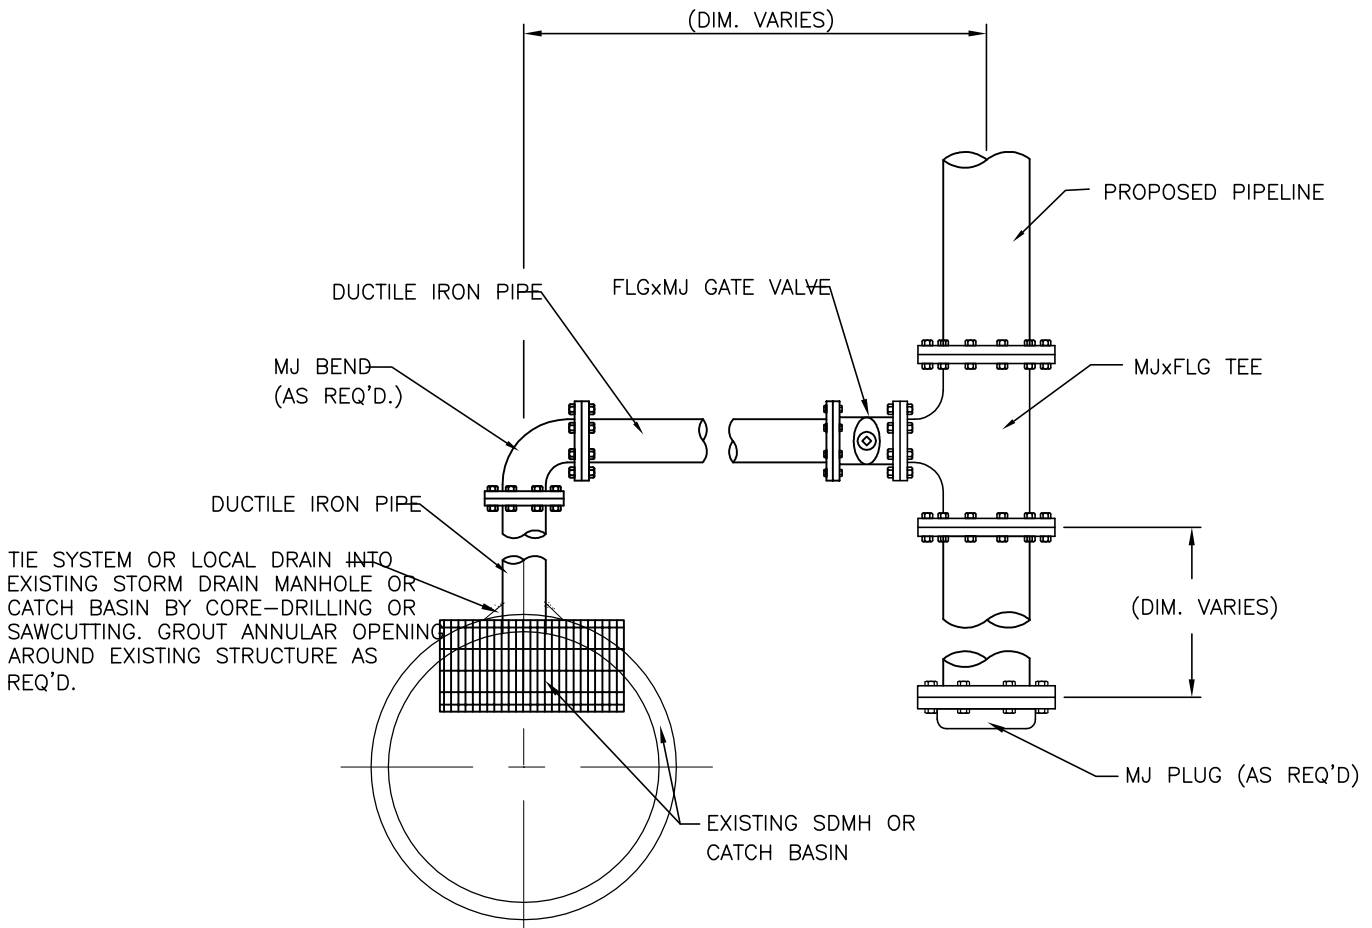 (DIM. VARIES)
PROPOSED PIPELINE
DUCTILE IRON PIPE
FLGxMJ GATE VALVE
MJ BEND
(AS REQ'D.)
MJxFLG TEE
DUCTILE IRON PIPE
TIE SYSTEM OR LOCAL DRAIN INTO
EXISTING STORM DRAIN MANHOLE OR
CATCH BASIN BY CORE-DRILLING OR
SAWCUTTING. GROUT ANNULAR OPENING
AROUND EXISTING STRUCTURE AS
REQ'D.
(DIM. VARIES)
MJ PLUG (AS REQ'D)
EXISTING SDMH OR
CATCH BASIN